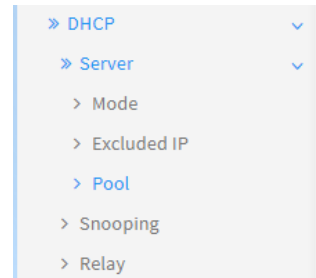 DHCP
Server
Mode
Excluded IP
Pool
Snooping
Relay